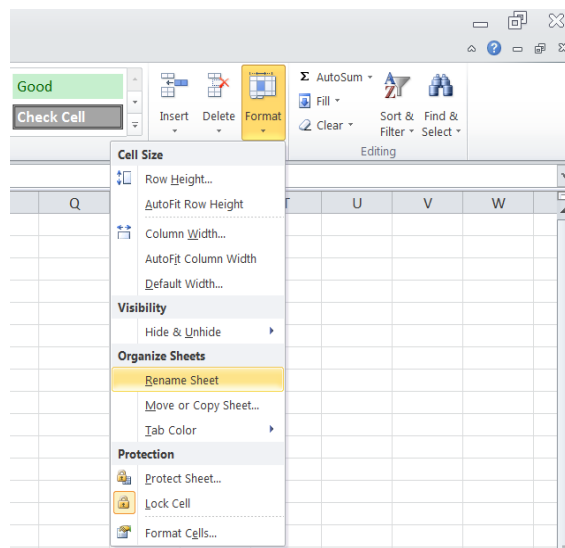 Good
Check Cell
Insert
Delete
Format
Σ AutoSum
Fill
Clear
Sort &
Filter
Find &
Select
Editing
Cell Size
Row Height...
AutoFit Row Height
Column Width...
AutoFit Column Width
Default Width...
Visibility
Hide & Unhide
Organize Sheets
Rename Sheet
Move or Copy Sheet...
Tab Color
Protection
Protect Sheet...
Lock Cell
Format Cells...
Q
U
V
W